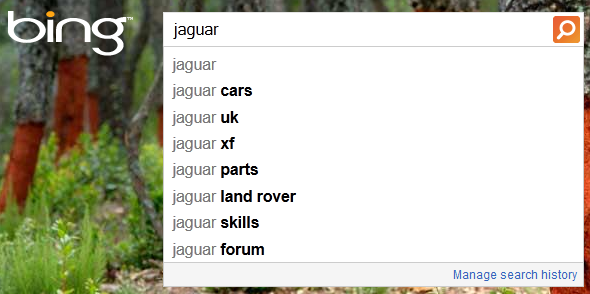 bing™
jaguar
jaguar
jaguar cars
jaguar uk
jaguar xf
jaguar parts
jaguar land rover
jaguar skills
jaguar forum
Manage search history